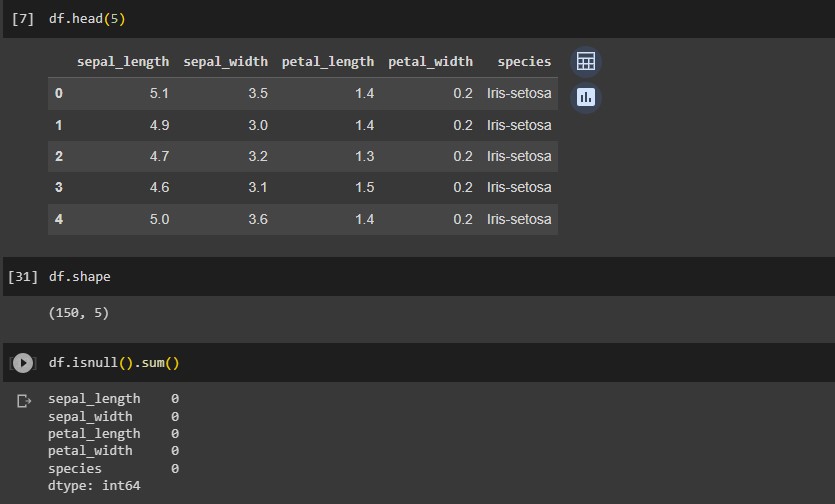 [7] df.head(5)
sepal_length sepal_width petal_length petal_width species
0 5.1 3.5 1.4 0.2 Iris-setosa
1 4.9 3.0 1.4 0.2 Iris-setosa
2 4.7 3.2 1.3 0.2 Iris-setosa
3 4.6 3.1 1.5 0.2 Iris-setosa
4 5.0 3.6 1.4 0.2 Iris-setosa
[31] df.shape
(150, 5)
df.isnull().sum()
sepal_length 0
sepal_width 0
petal_length 0
petal_width 0
species 0
dtype: int64